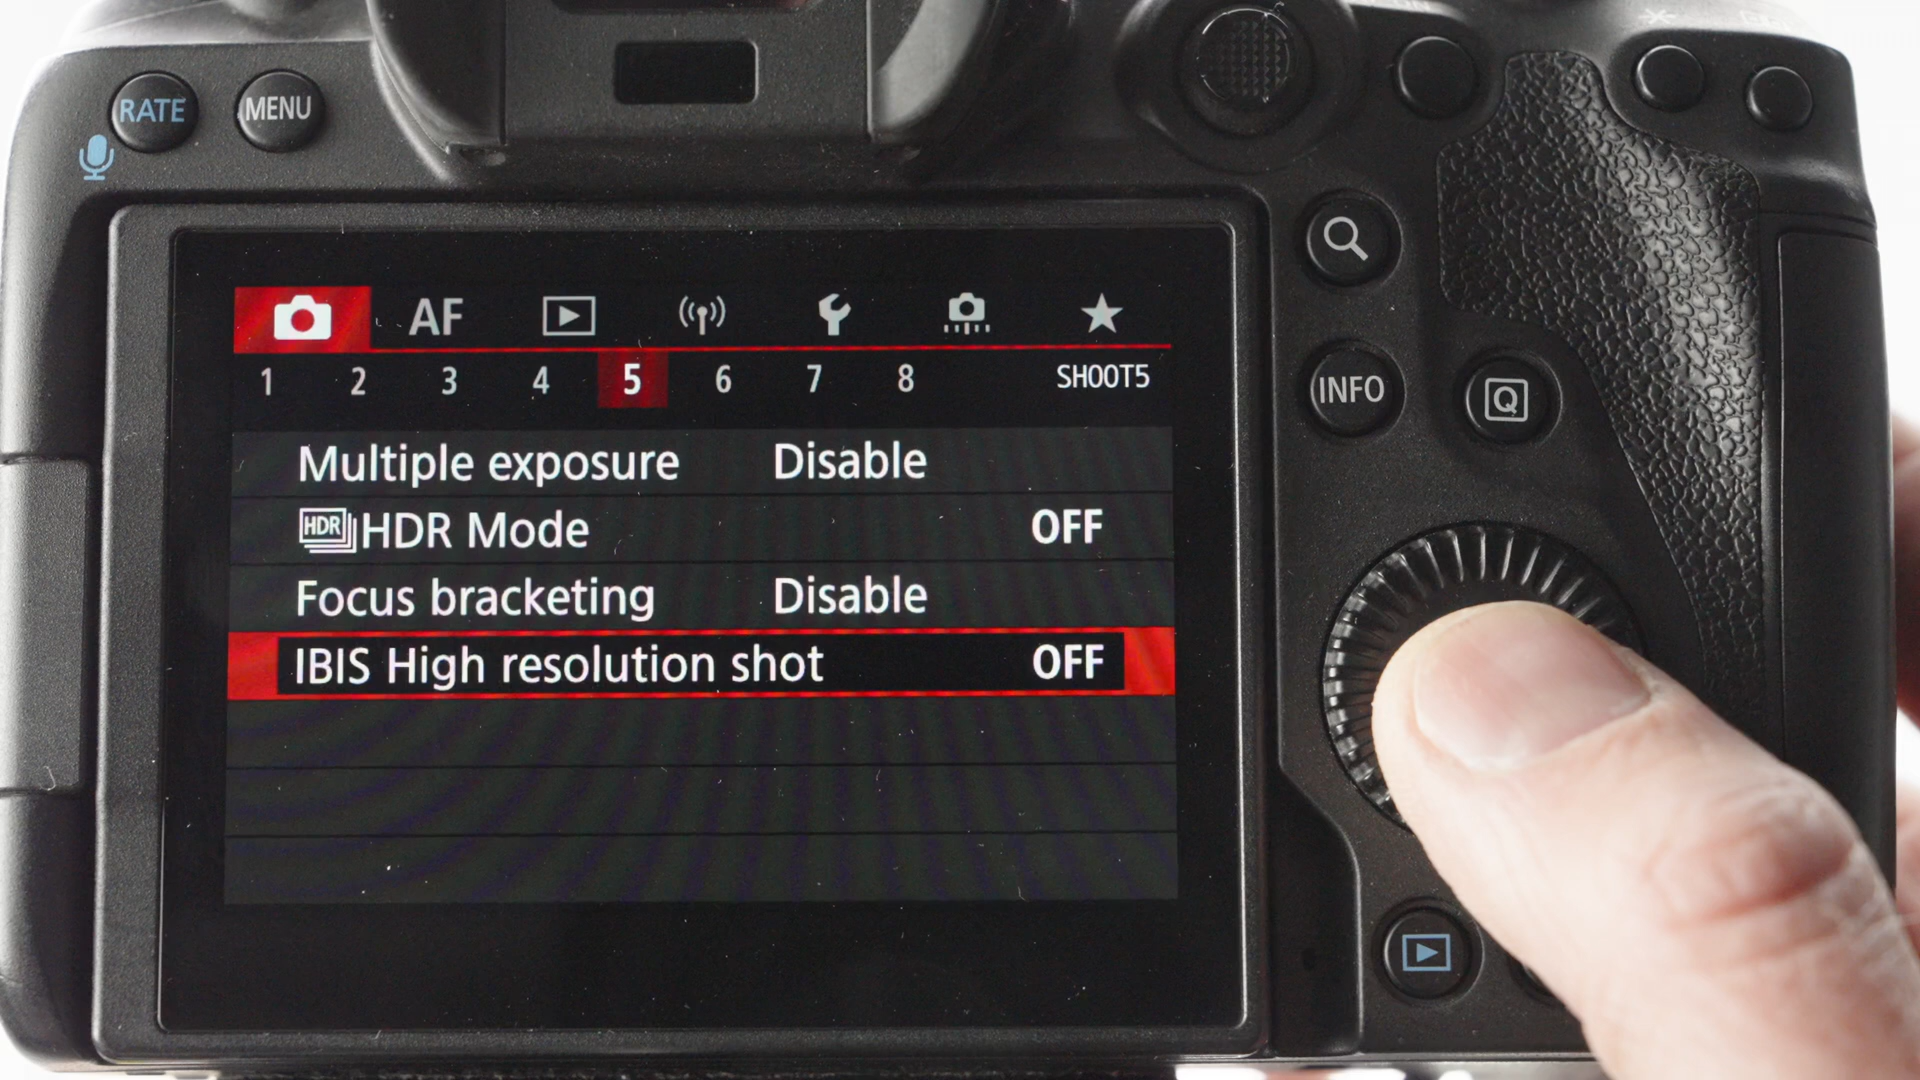 RATE MENU
AF
1 2 3 4 5 6 7 8 SHOOT5
Multiple exposure Disable
HDR HDR Mode OFF
Focus bracketing Disable
IBIS High resolution shot OFF
INFO
Q